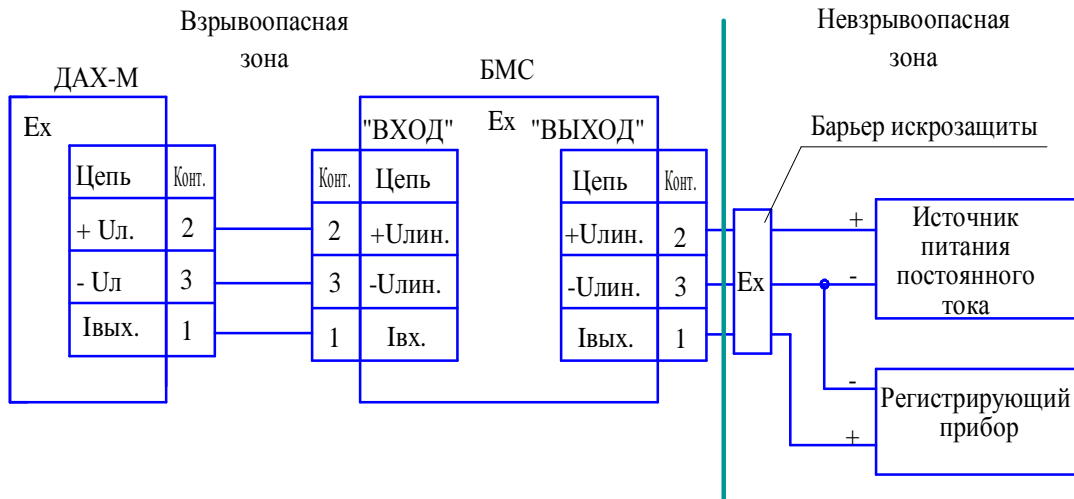 Взрывоопасная
зона
Невзрывоопасная
зона
ДАХ-М
БМС
Ex
Ex
"ВХОД"
"ВЫХОД"
Барьер искрозащиты
Цепь
Конт.
+ Uл.
2
- Uл
3
Iвых.
1
Конт.
Цепь
2
+Uлин.
3
-Uлин.
1
Iвх.
Цепь
Конт.
+Uлин.
2
-Uлин.
3
Iвых.
1
Ex
+
-
Источник
питания
постоянного
тока
-
+
Регистрирующий
прибор